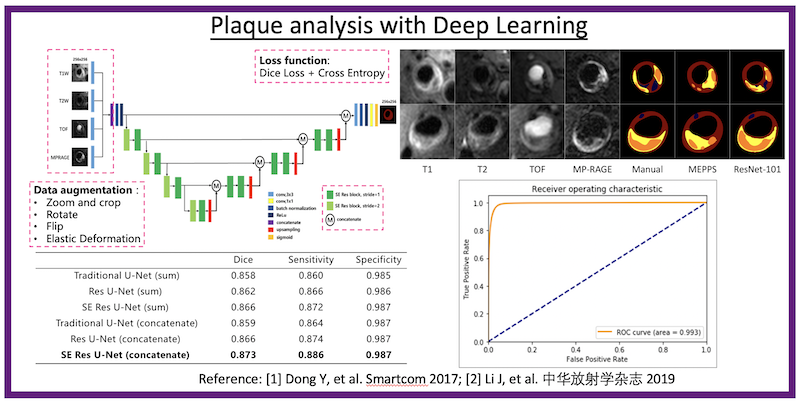 Plaque analysis with Deep Learning
Loss function:
Dice Loss + Cross Entropy
256x256
T1W
T2W
TOF
MPRAGE
256x256
M
M
M
M
Data augmentation :
• Zoom and crop
• Rotate
• Flip
• Elastic Deformation
conv,3x3
conv,1x1
batch normalization
ReLu
concatenate
upsampling
sigmoid
SE Res block, stride=1
SE Res block, stride=2
M concatenate
T1 T2 TOF MP-RAGE Manual MEPPS ResNet-101
Dice Sensitivity Specificity
Traditional U-Net (sum) 0.858 0.860 0.985
Res U-Net (sum) 0.862 0.866 0.986
SE Res U-Net (sum) 0.866 0.872 0.987
Traditional U-Net (concatenate) 0.859 0.864 0.987
Res U-Net (concatenate) 0.866 0.874 0.987
SE Res U-Net (concatenate) 0.873 0.886 0.987
Receiver operating characteristic
True Positive Rate
1.0
0.8
0.6
0.4
0.2
0.0
ROC curve (area = 0.993)
0.0 0.2 0.4 0.6 0.8 1.0
False Positive Rate
Reference: [1] Dong Y, et al. Smartcom 2017; [2] Li J, et al. 中华放射学杂志 2019